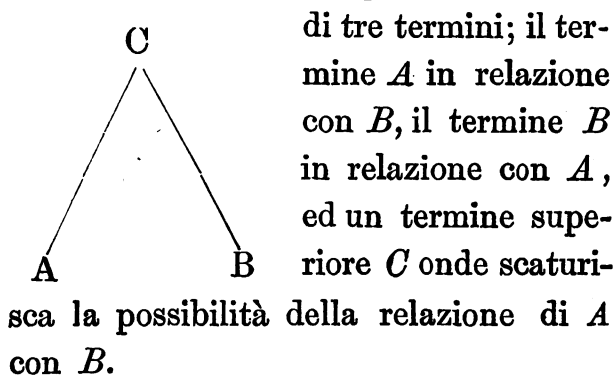 C
A
B
di tre termini; il ter-
mine A in relazione
con B, il termine B
in relazione con A,
ed un termine supe-
riore C onde scaturi-
sca la possibilità della relazione di A
con B.